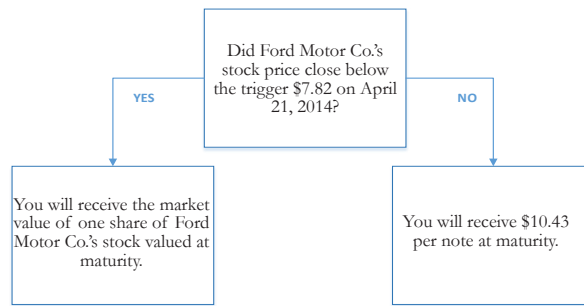 Did Ford Motor Co.'s
stock price close below
the trigger $7.82 on April
21, 2014?
YES
NO
You will receive the market
value of one share of Ford
Motor Co.'s stock valued at
maturity.
You will receive $10.43
per note at maturity.